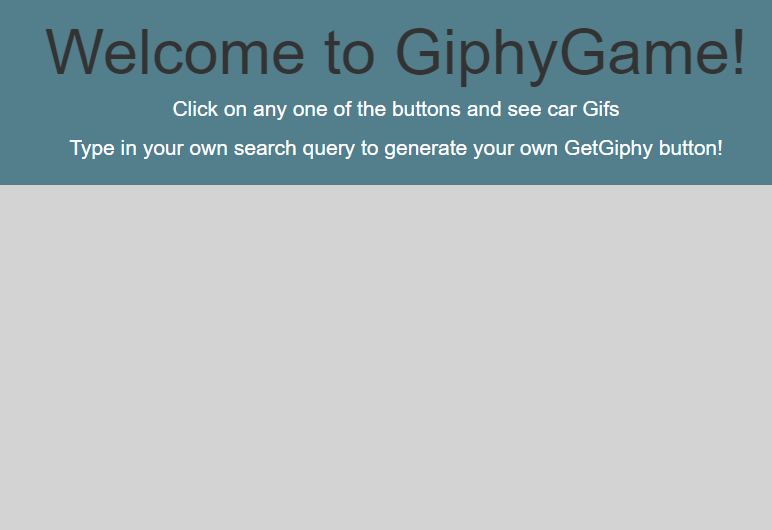 Welcome to GiphyGame!
Click on any one of the buttons and see car Gifs
Type in your own search query to generate your own GetGiphy button!